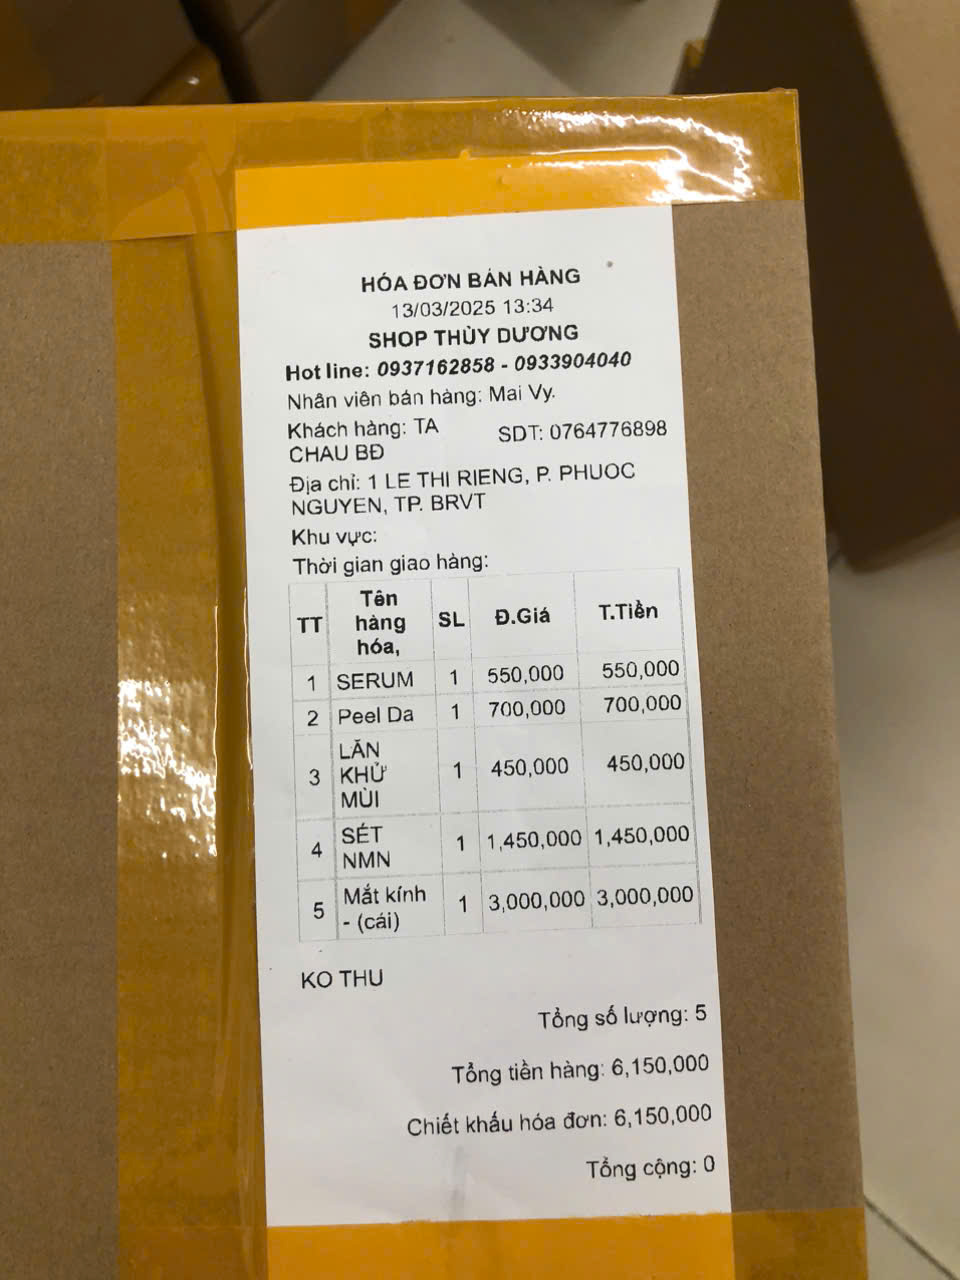 HÓA ĐƠN BÁN HÀNG
13/03/2025 13:34
SHOP THÙY DƯƠNG
Hot line: 0937162858 - 0933904040
Nhân viên bán hàng: Mai Vy.
Khách hàng: TA CHAU BĐ SDT: 0764776898
Địa chỉ: 1 LE THI RIENG, P. PHUOC
NGUYEN, TP. BRVT
Khu vực:
Thời gian giao hàng:
TT Tên hàng hóa, SL Đ.Giá T.Tiền
1 SERUM 1 550,000 550,000
2 Peel Da 1 700,000 700,000
3 LĂN KHỬ MÙI 1 450,000 450,000
4 SÉT NMN 1 1,450,000 1,450,000
5 Mắt kính - (cái) 1 3,000,000 3,000,000
KO THU
Tổng số lượng: 5
Tổng tiền hàng: 6,150,000
Chiết khấu hóa đơn: 6,150,000
Tổng cộng: 0